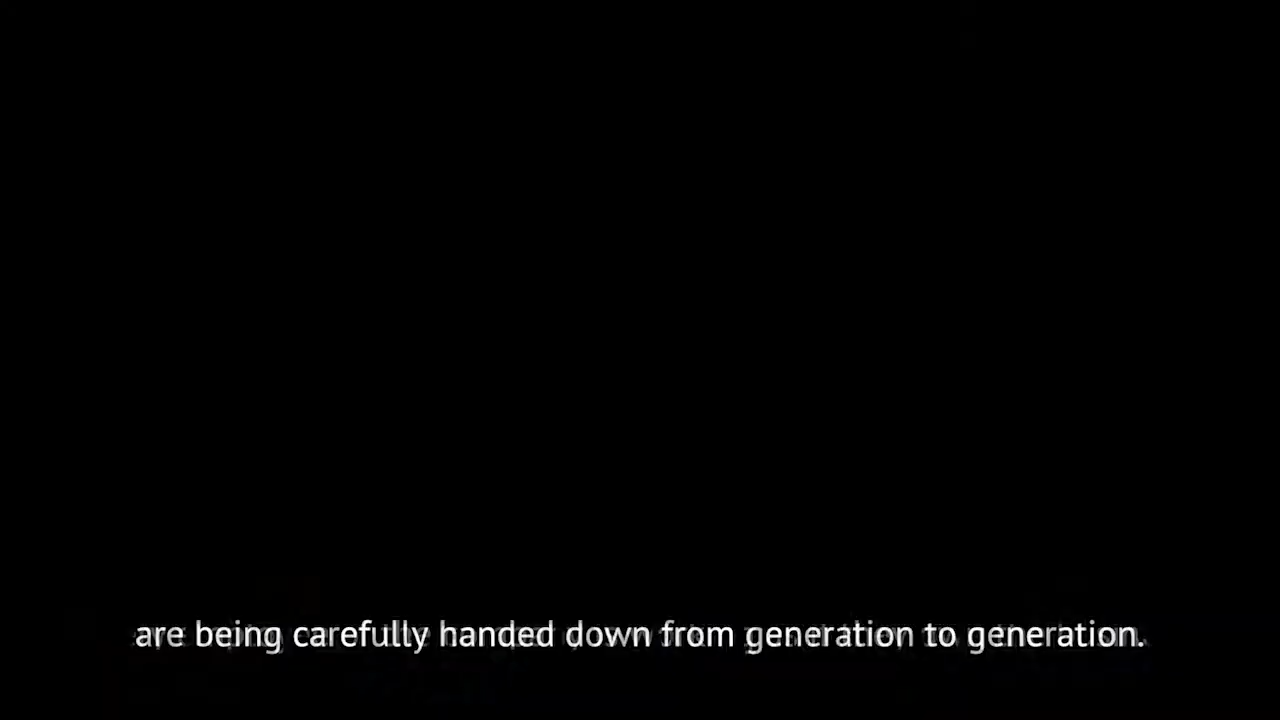 are being carefully handed down from generation to generation.